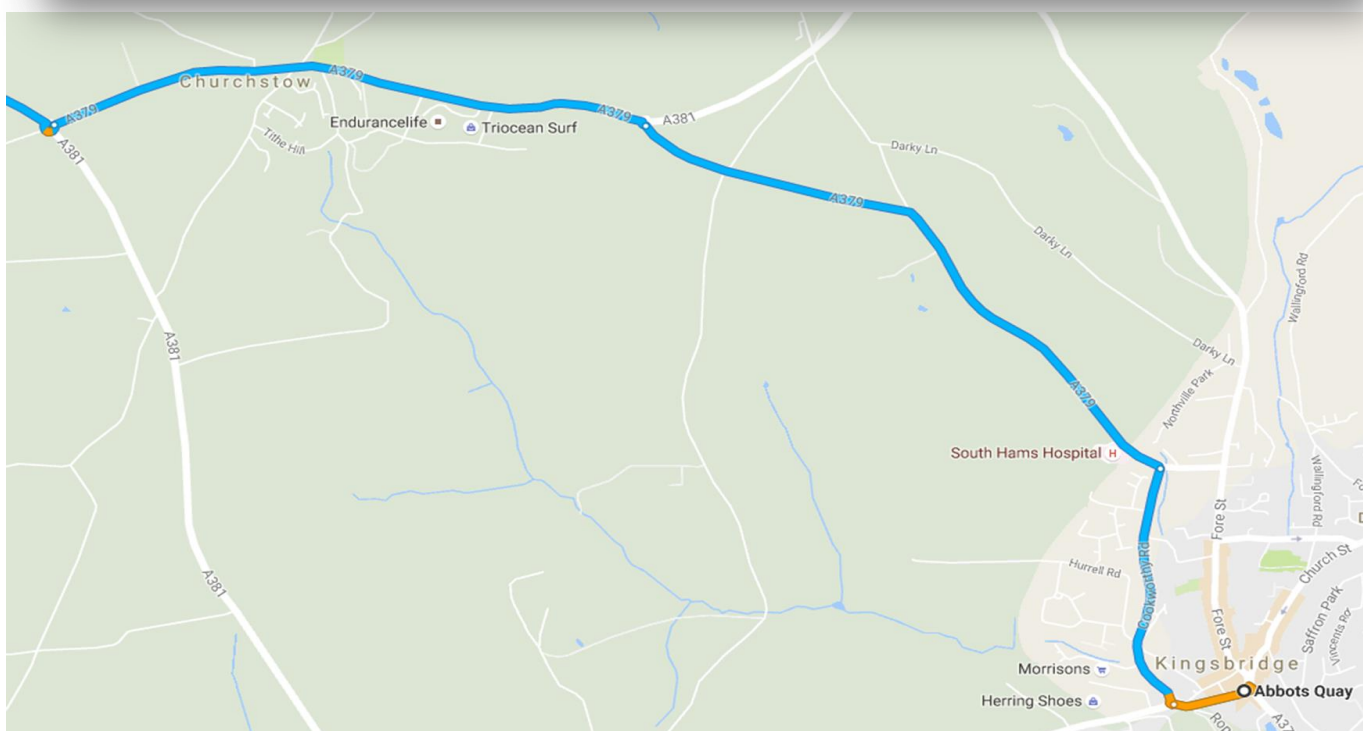 Churchstow
A379
A379
A379
A381
Endurancelife
Triocean Surf
A381
Tithe Hill
Darky Ln
A379
Darky Ln
Wallingford Rd
A381
Darky Ln
Northville Park
A379
South Hams Hospital
H
Wallingford Rd
Fore St
Church St
Cookworthy Rd
Hurrell Rd
A381
Saffron Park
Vincents Rd
Fore St
Kingsbridge
Morrisons
Abbots Quay
Herring Shoes